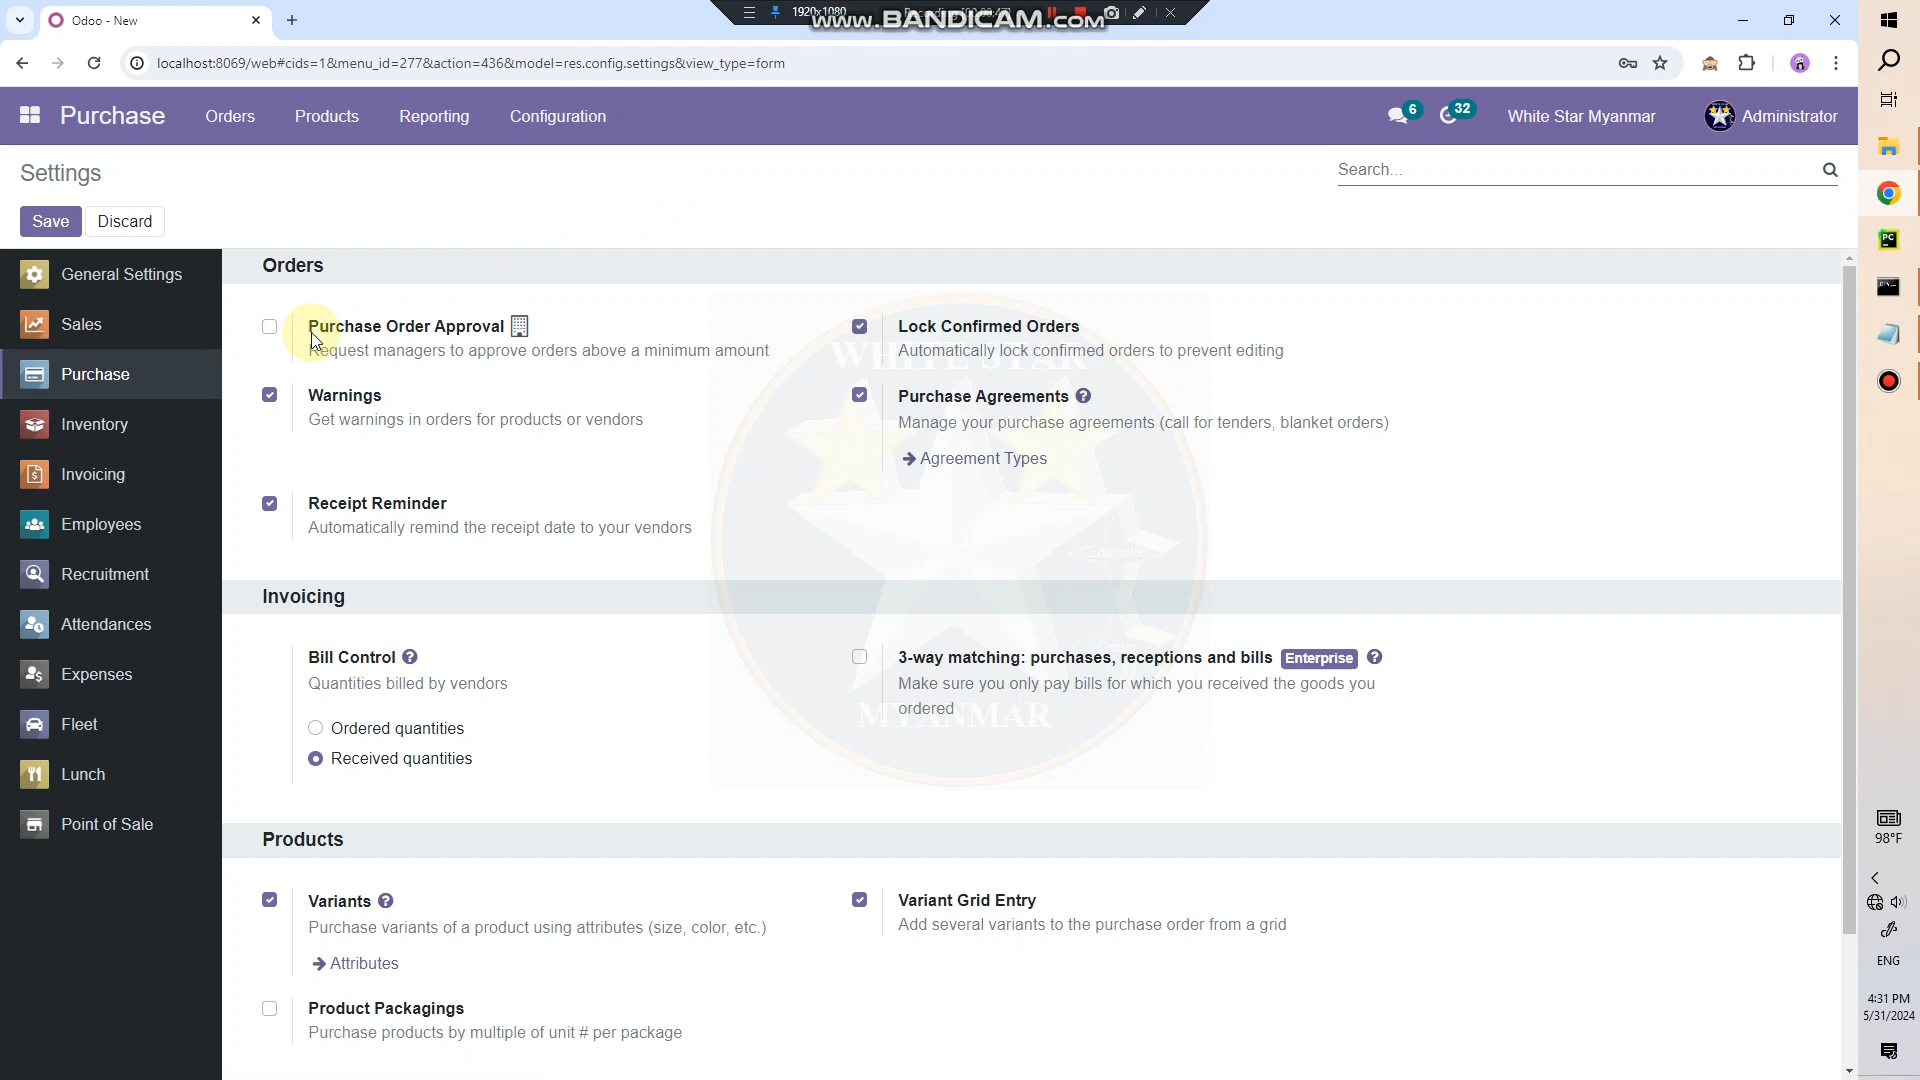 Odoo - New
1920x1080
www.BANDICAM.com
localhost:8069/web#cids=1&menu_id=277&action=436&model=res.config.settings&view_type=form
Purchase
Orders
Products
Reporting
Configuration
6
32
White Star Myanmar
Administrator
Settings
Search...
Save
Discard
General Settings
Sales
Purchase
Inventory
Invoicing
Employees
Recruitment
Attendances
Expenses
Fleet
Lunch
Point of Sale
Orders
Purchase Order Approval
Request managers to approve orders above a minimum amount
Lock Confirmed Orders
Automatically lock confirmed orders to prevent editing
Warnings
Get warnings in orders for products or vendors
Purchase Agreements
Manage your purchase agreements (call for tenders, blanket orders)
Agreement Types
Receipt Reminder
Automatically remind the receipt date to your vendors
WHITE STAR
Education
MYANMAR
Invoicing
Bill Control
Quantities billed by vendors
Ordered quantities
Received quantities
3-way matching: purchases, receptions and bills Enterprise
Make sure you only pay bills for which you received the goods you
ordered
Products
Variants
Purchase variants of a product using attributes (size, color, etc.)
Attributes
Variant Grid Entry
Add several variants to the purchase order from a grid
Product Packagings
Purchase products by multiple of unit # per package
PC
98°F
ENG
4:31 PM
5/31/2024